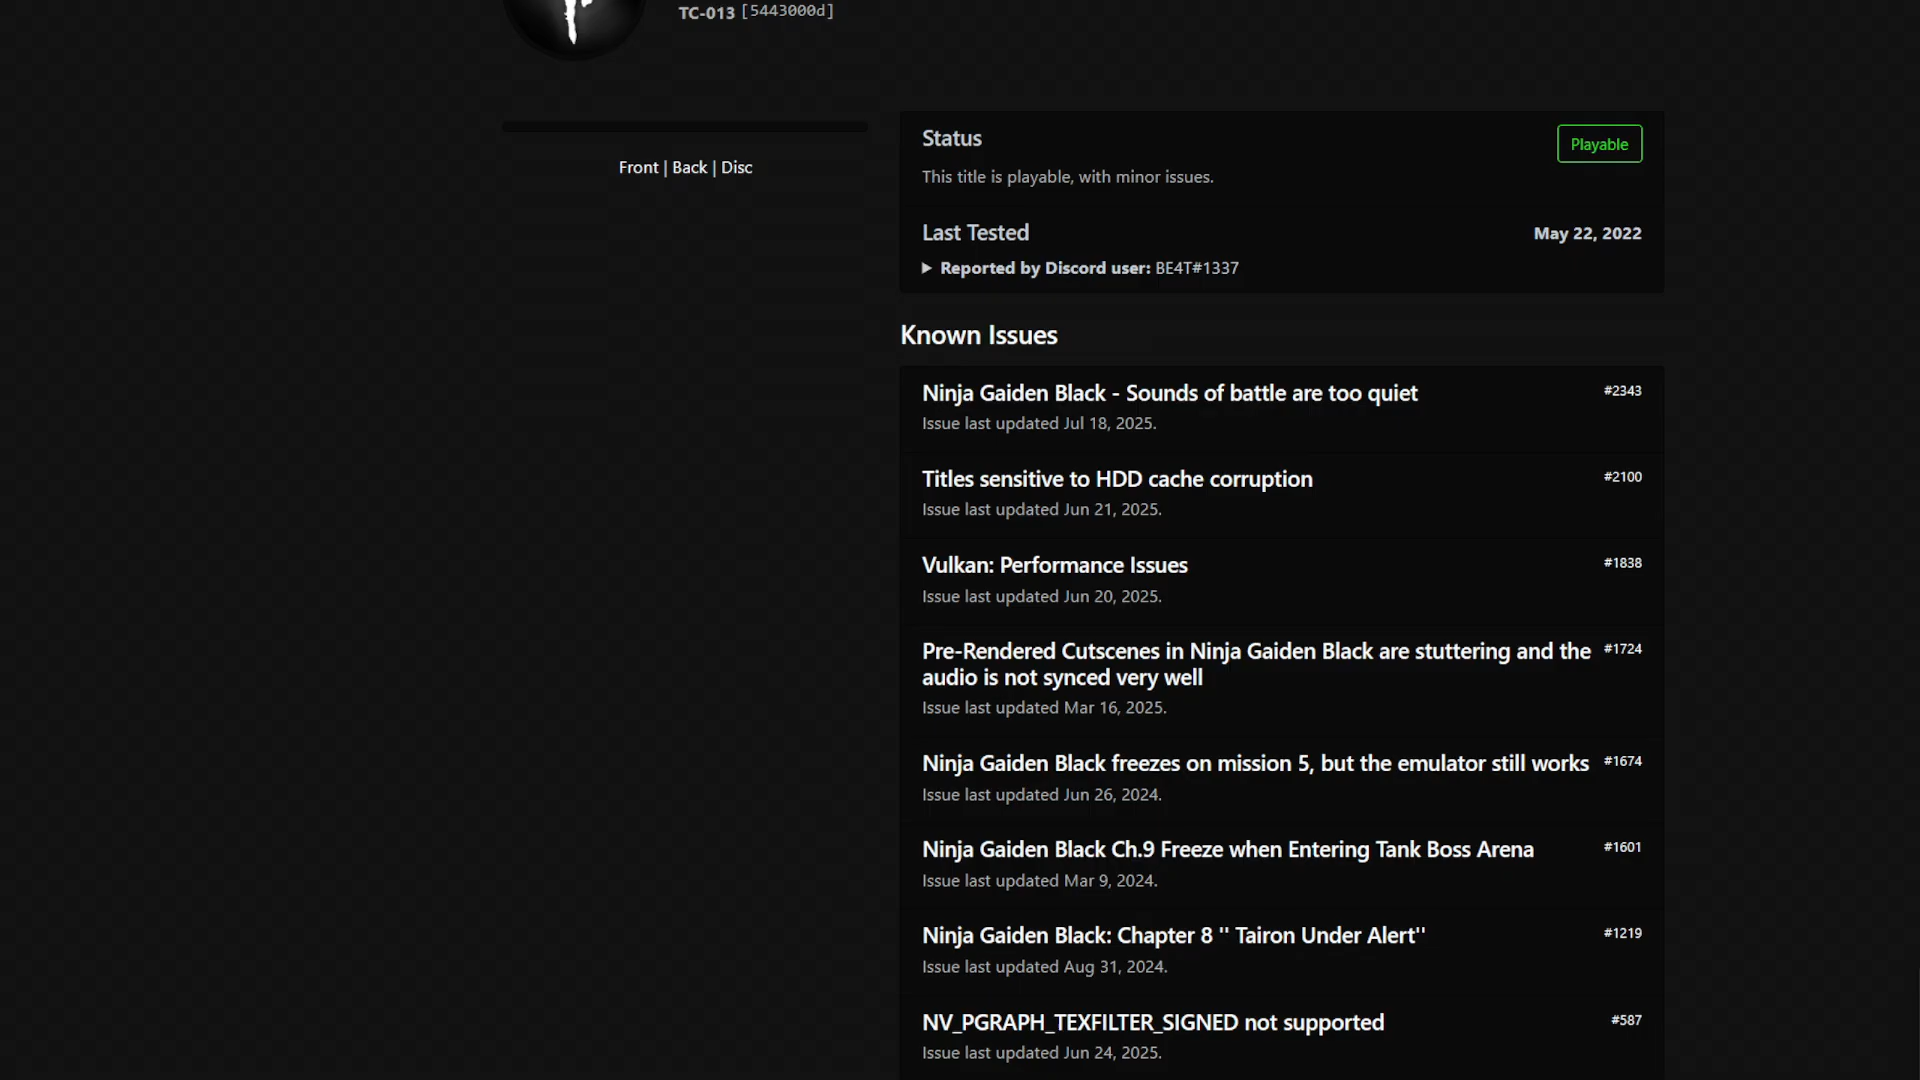 TC-013 [5443000d]
Front | Back | Disc
Status
Playable
This title is playable, with minor issues.
Last Tested
May 22, 2022
▶ Reported by Discord user: BE4T#1337
Known Issues
Ninja Gaiden Black - Sounds of battle are too quiet
#2343
Issue last updated Jul 18, 2025.
Titles sensitive to HDD cache corruption
#2100
Issue last updated Jun 21, 2025.
Vulkan: Performance Issues
#1838
Issue last updated Jun 20, 2025.
Pre-Rendered Cutscenes in Ninja Gaiden Black are stuttering and the
#1724
audio is not synced very well
Issue last updated Mar 16, 2025.
Ninja Gaiden Black freezes on mission 5, but the emulator still works
#1674
Issue last updated Jun 26, 2024.
Ninja Gaiden Black Ch.9 Freeze when Entering Tank Boss Arena
#1601
Issue last updated Mar 9, 2024.
Ninja Gaiden Black: Chapter 8 '' Tairon Under Alert''
#1219
Issue last updated Aug 31, 2024.
NV_PGRAPH_TEXFILTER_SIGNED not supported
#587
Issue last updated Jun 24, 2025.